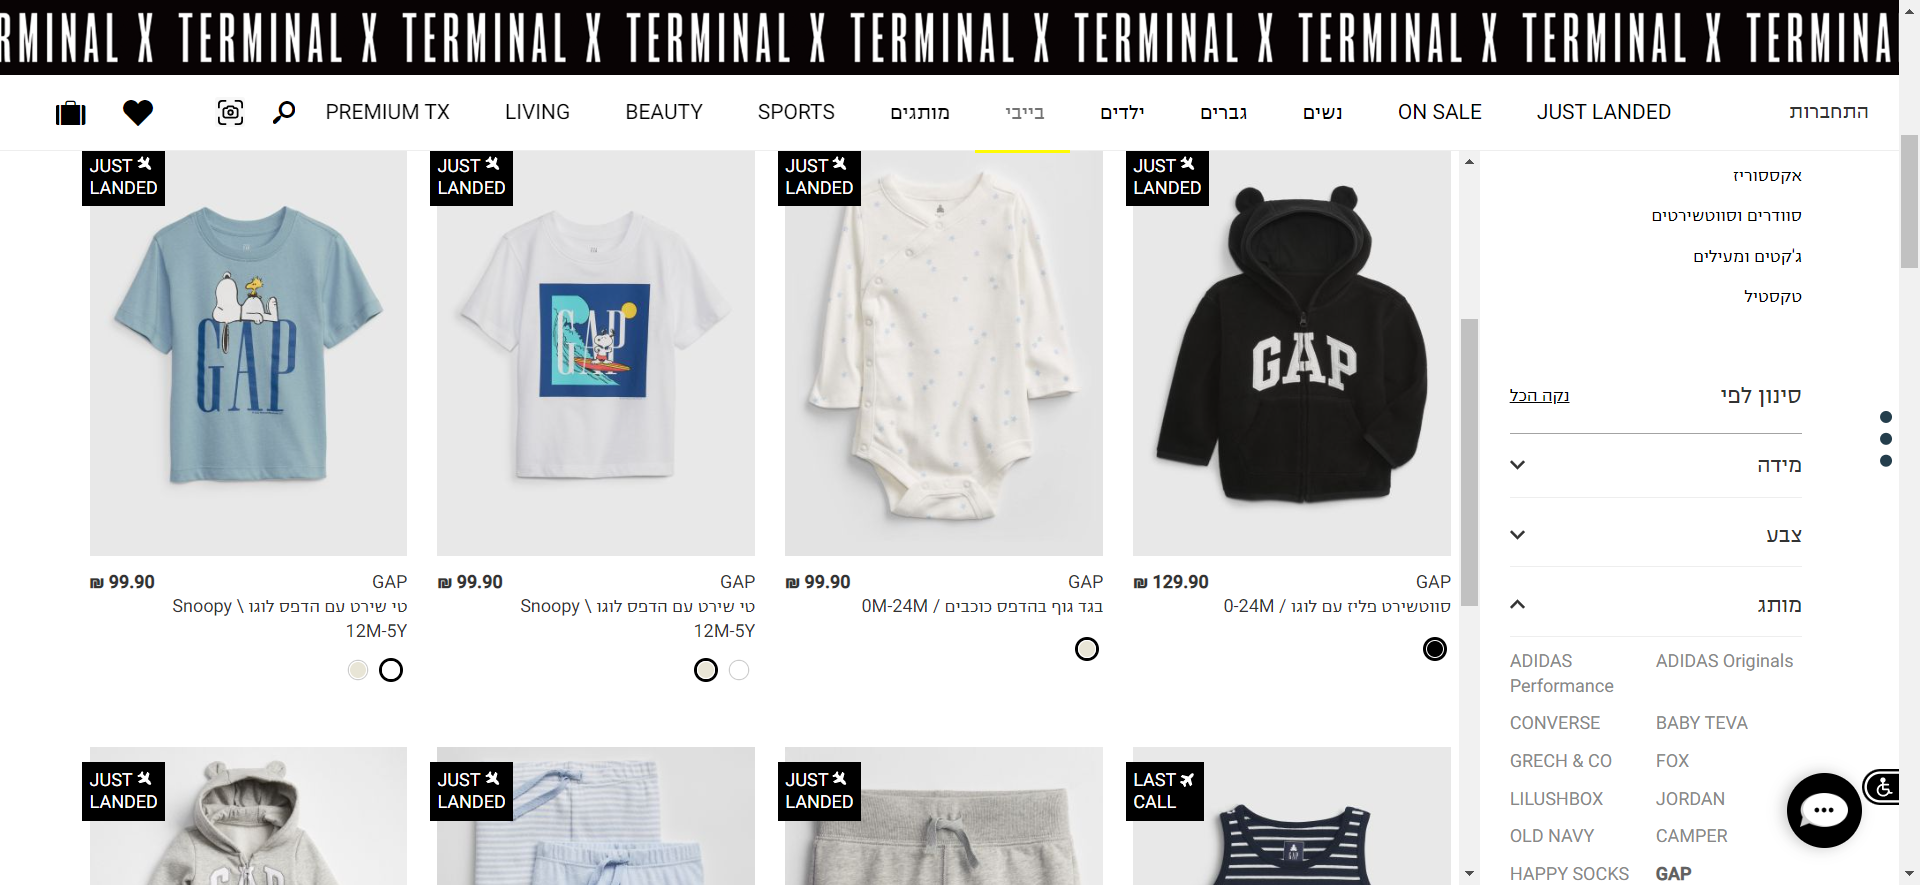 RMINAL X TERMINAL X TERMINAL X TERMINAL X TERMINAL X TERMINAL X TERMINAL X TERMINAL X TERMINA
התחברות
JUST LANDED
ON SALE
נשים
גברים
ילדים
בייבי
מותגים
SPORTS
BEAUTY
LIVING
PREMIUM TX
אקססוריז
סוודרים וסווטשירטים
ג'קטים ומעילים
טקסטיל
סינון לפי
נקה הכל
מידה
צבע
מותג
ADIDAS Originals
ADIDAS Performance
BABY TEVA
CONVERSE
FOX
GRECH & CO
JORDAN
LILUSHBOX
CAMPER
OLD NAVY
GAP
HAPPY SOCKS
JUST
LANDED
GAP
GAP
129.90 ₪
סווטשירט פליז עם לוגו / 0-24M
JUST
LANDED
GAP
99.90 ₪
בגד גוף בהדפס כוכבים / 0M-24M
JUST
LANDED
GAP
GAP
99.90 ₪
טי שירט עם הדפס לוגו \ Snoopy
12M-5Y
JUST
LANDED
GAP
GAP
99.90 ₪
טי שירט עם הדפס לוגו \ Snoopy
12M-5Y
LAST
CALL
GAP
JUST
LANDED
JUST
LANDED
JUST
LANDED